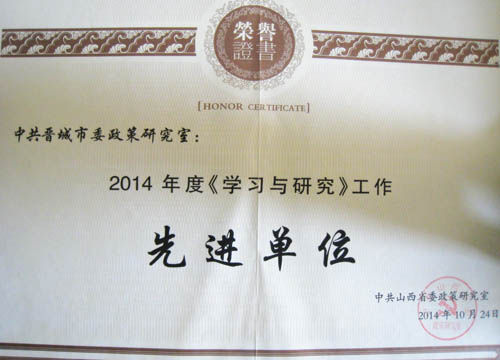 榮譽
證書
[HONOR CERTIFICATE]
中共晋城市委政策研究室：
2014 年度《学习与研究》工作
先进单位
中共山西省委政策研究室
2014 年 10 月 24 日